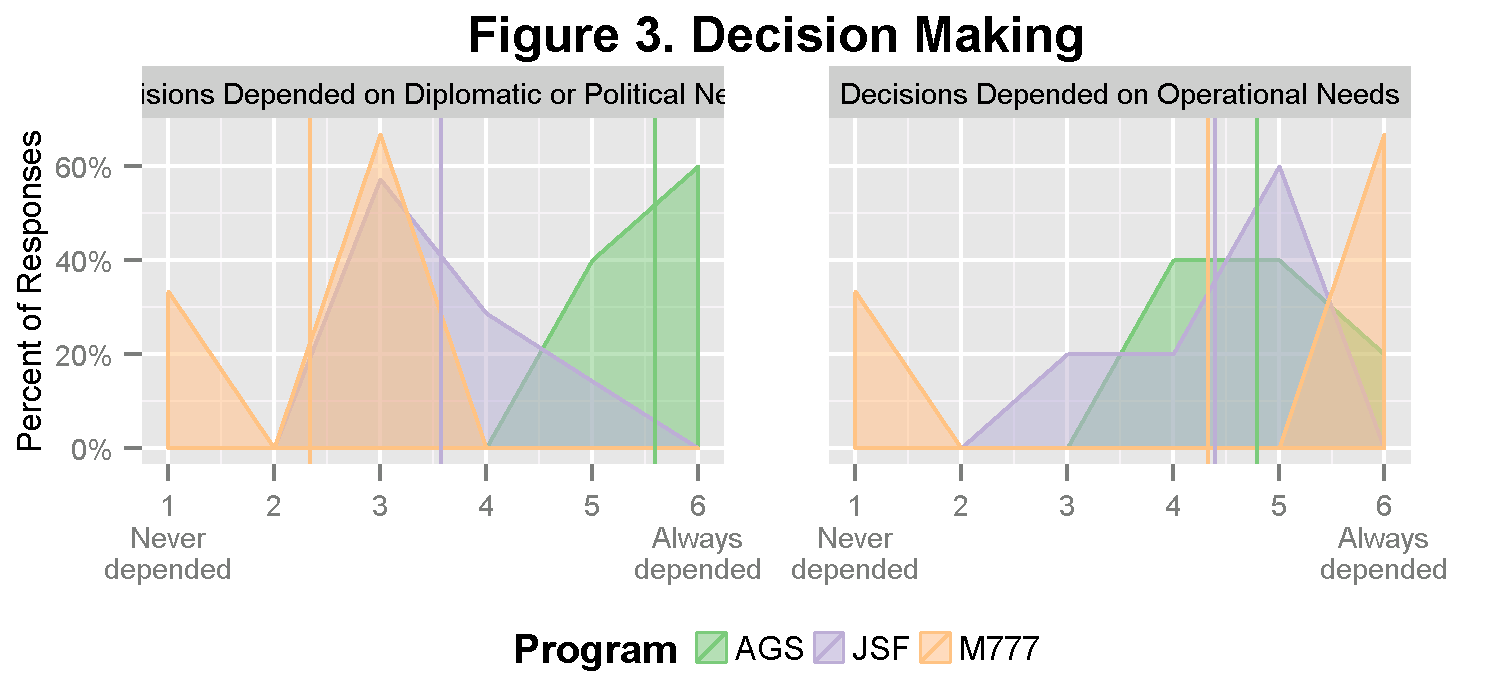 Figure 3. Decision Making
isions Depended on Diplomatic or Political Ne
Decisions Depended on Operational Needs
Percent of Responses
60%
40%
20%
0%
1 2 3 4 5 6
Never depended
Always depended
1 2 3 4 5 6
Never depended
Always depended
Program AGS JSF M777